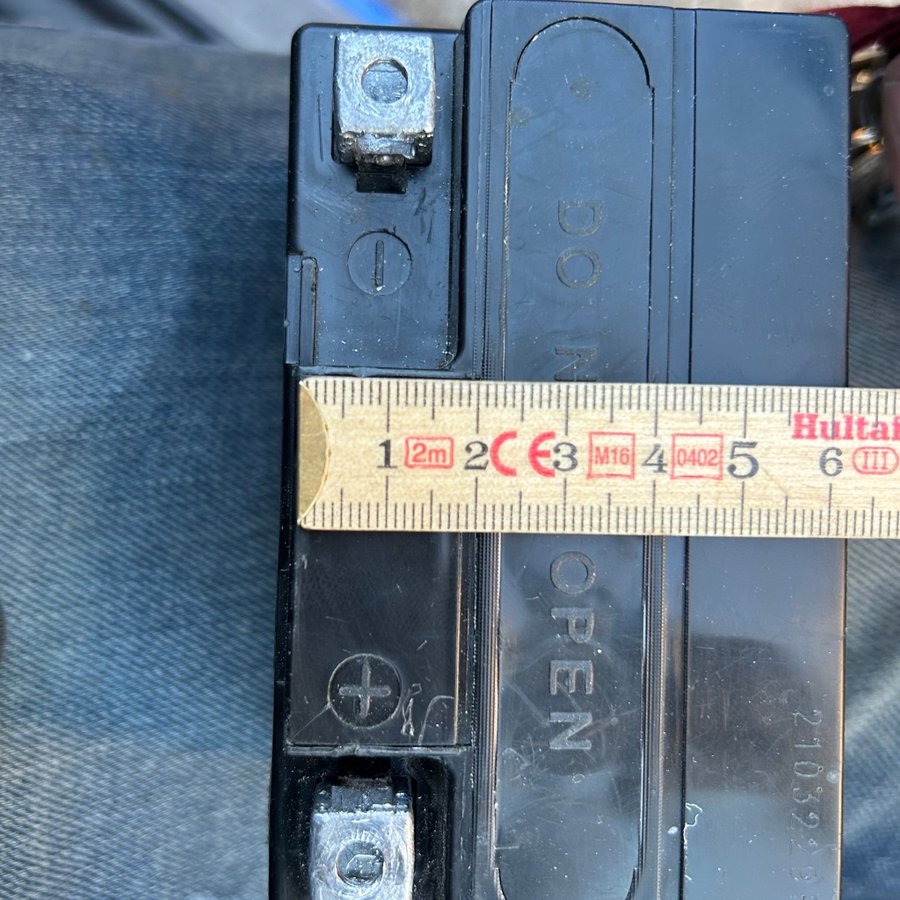 DO N
1 2m 2 CE 3 M16 4 0402 5 6 III
Hultaf
OPEN